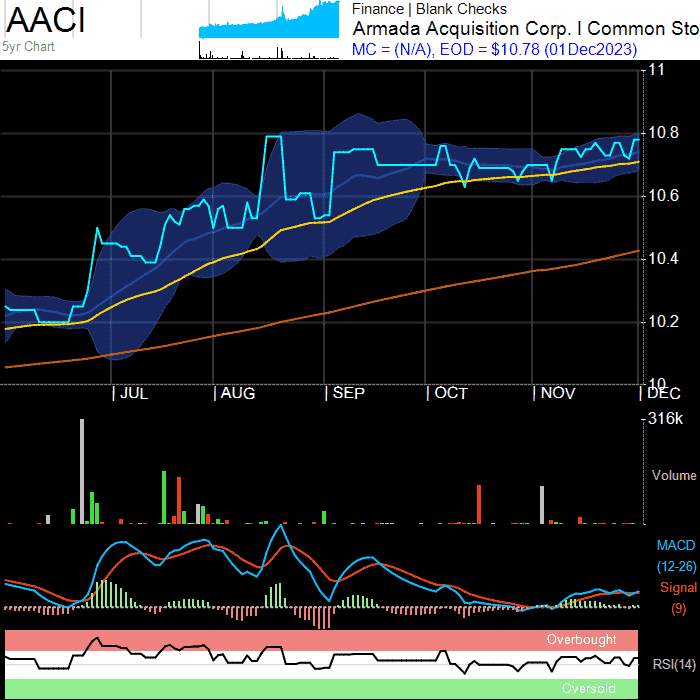 AACI
5yr Chart
Finance | Blank Checks
Armada Acquisition Corp. I Common Sto
MC = (N/A), EOD = $10.78 (01Dec2023)
11
10.8
10.6
10.4
10.2
10
| JUL | AUG | SEP | OCT | NOV | DEC
316k
Volume
MACD
(12-26)
Signal
(9)
Overbought
RSI(14)
Oversold